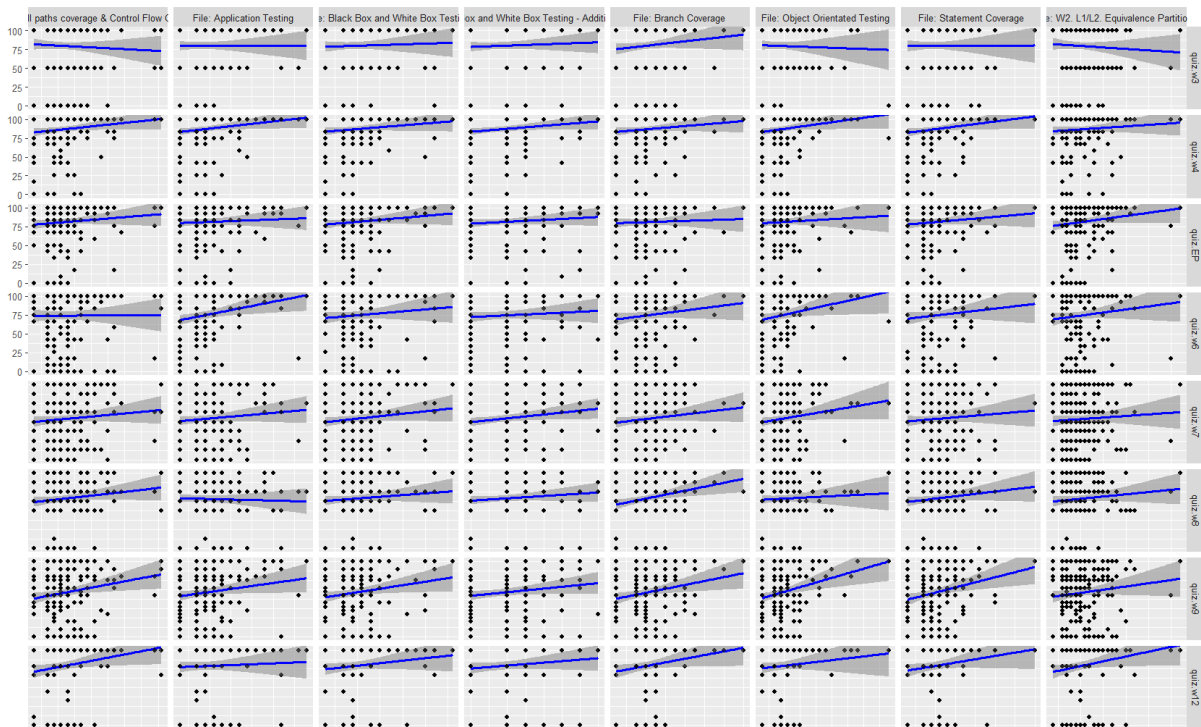 ll paths coverage & Control Flow G
File: Application Testing
e: Black Box and White Box Testi
ox and White Box Testing - Additi
File: Branch Coverage
File: Object Orientated Testing
File: Statement Coverage
e: W2. L1/L2. Equivalence Partitio
100
75
50
25
0
quiz.w3
100
75
50
25
0
quiz.w4
100
75
50
25
0
quiz.EP
100
75
50
25
0
quiz.w6
quiz.w7
quiz.w8
quiz.w9
quiz.w12